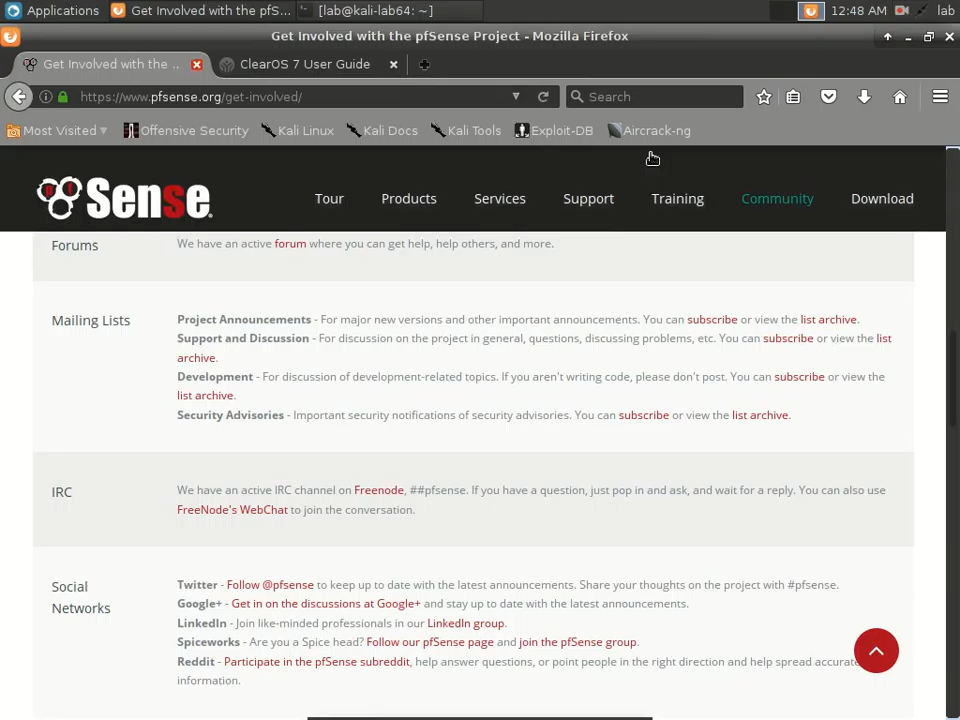 Applications Get Involved with the pfS... [lab@kali-lab64: ~] 12:48 AM lab
Get Involved with the pfSense Project - Mozilla Firefox
Get Involved with the .. ClearOS 7 User Guide
https://www.pfsense.org/get-involved/ Search
Most Visited Offensive Security Kali Linux Kali Docs Kali Tools Exploit-DB Aircrack-ng
pf Sense Tour Products Services Support Training Community Download
Forums We have an active forum where you can get help, help others, and more.
Mailing Lists Project Announcements - For major new versions and other important announcements. You can subscribe or view the list archive.
Support and Discussion - For discussion on the project in general, questions, discussing problems, etc. You can subscribe or view the list
archive.
Development - For discussion of development-related topics. If you aren't writing code, please don't post. You can subscribe or view the
list archive.
Security Advisories - Important security notifications of security advisories. You can subscribe or view the list archive.
IRC We have an active IRC channel on Freenode, ##pfsense. If you have a question, just pop in and ask, and wait for a reply. You can also use
FreeNode's WebChat to join the conversation.
Social Twitter - Follow @pfsense to keep up to date with the latest announcements. Share your thoughts on the project with #pfsense.
Networks Google+ - Get in on the discussions at Google+ and stay up to date with the latest announcements.
LinkedIn - Join like-minded professionals in our LinkedIn group.
Spiceworks - Are you a Spice head? Follow our pfSense page and join the pfSense group.
Reddit - Participate in the pfSense subreddit, help answer questions, or point people in the right direction and help spread accurate
information.